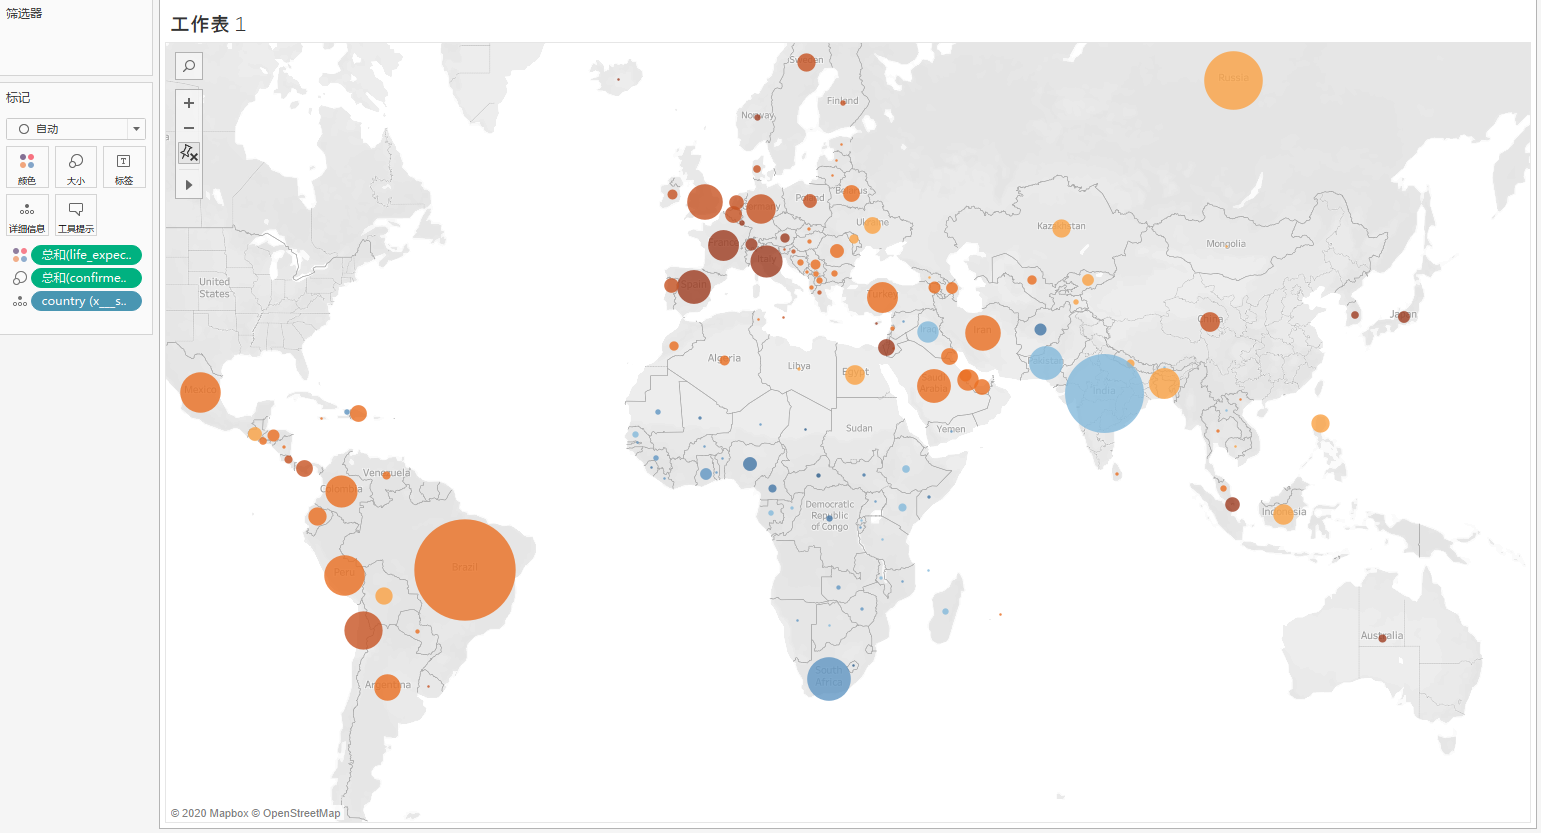 筛选器
标记
自动
颜色
大小
标签
详细信息
工具提示
总和(life_expec..
总和(confirme..
country (x___s..
工作表 1
Sweden
Finland
Norway
Russia
Poland
Belarus
Germany
Ukraine
Kazakhstan
Mongolia
France
Italy
Spain
Turkey
United
States
China
Japan
Iraq
Iran
Algeria
Libya
Egypt
Saudi
Arabia
Pakistan
India
Mexico
Sudan
Yemen
Venezuela
Colombia
Democratic
Republic
of Congo
Indonesia
Brazil
Peru
Australia
South
Africa
Argentina
© 2020 Mapbox © OpenStreetMap